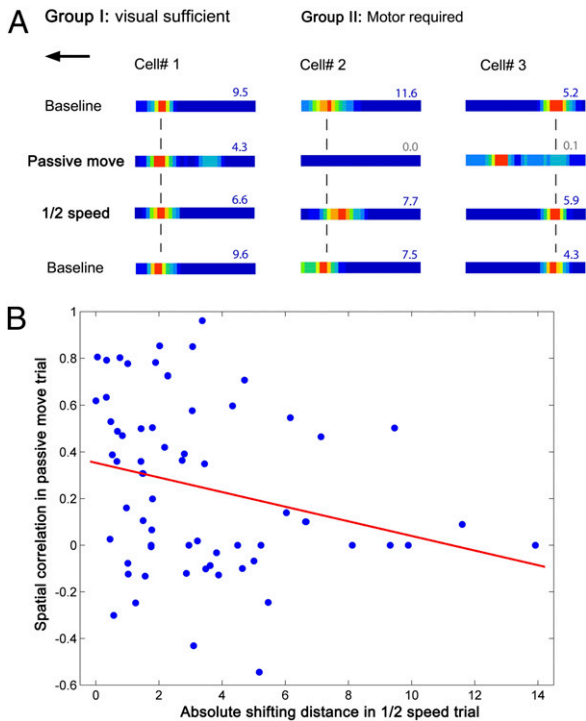 A
Group I: visual sufficient
Group II: Motor required
Cell# 1
Cell# 2
Cell# 3
Baseline
9.5
11.6
5.2
Passive move
4.3
0.0
0.1
1/2 speed
6.6
7.7
5.9
Baseline
9.6
7.5
4.3
B
Spatial correlation in passive move trial
1
0.8
0.6
0.4
0.2
0
-0.2
-0.4
-0.6
0 2 4 6 8 10 12 14
Absolute shifting distance in 1/2 speed trial